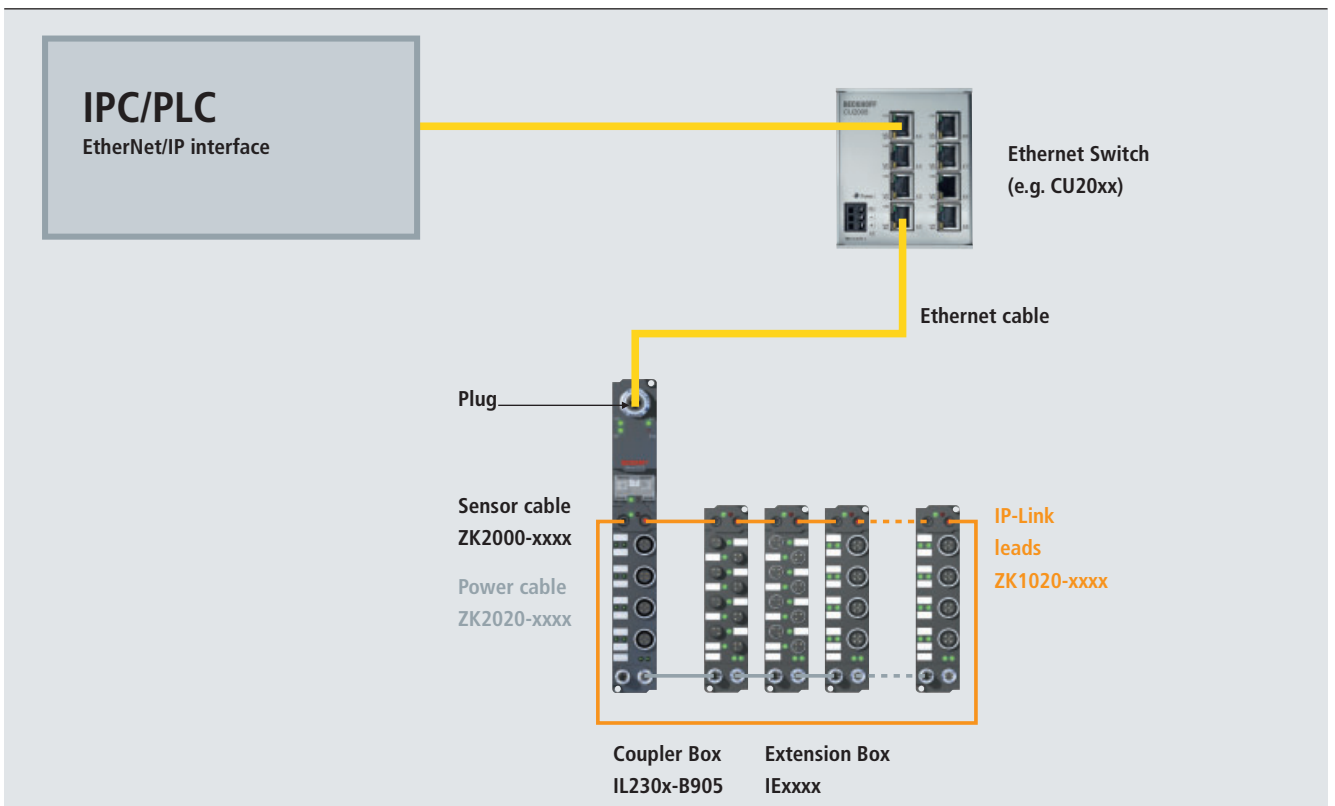 IPC/PLC
EtherNet/IP interface
BECKHOFF
Ethernet Switch
(e.g. CU20xx)
Ethernet cable
Plug
Sensor cable
ZK2000-xxxx
Power cable
ZK2020-xxxx
IP-Link
leads
ZK1020-xxxx
Coupler Box
IL230x-B905
Extension Box
IExxxx